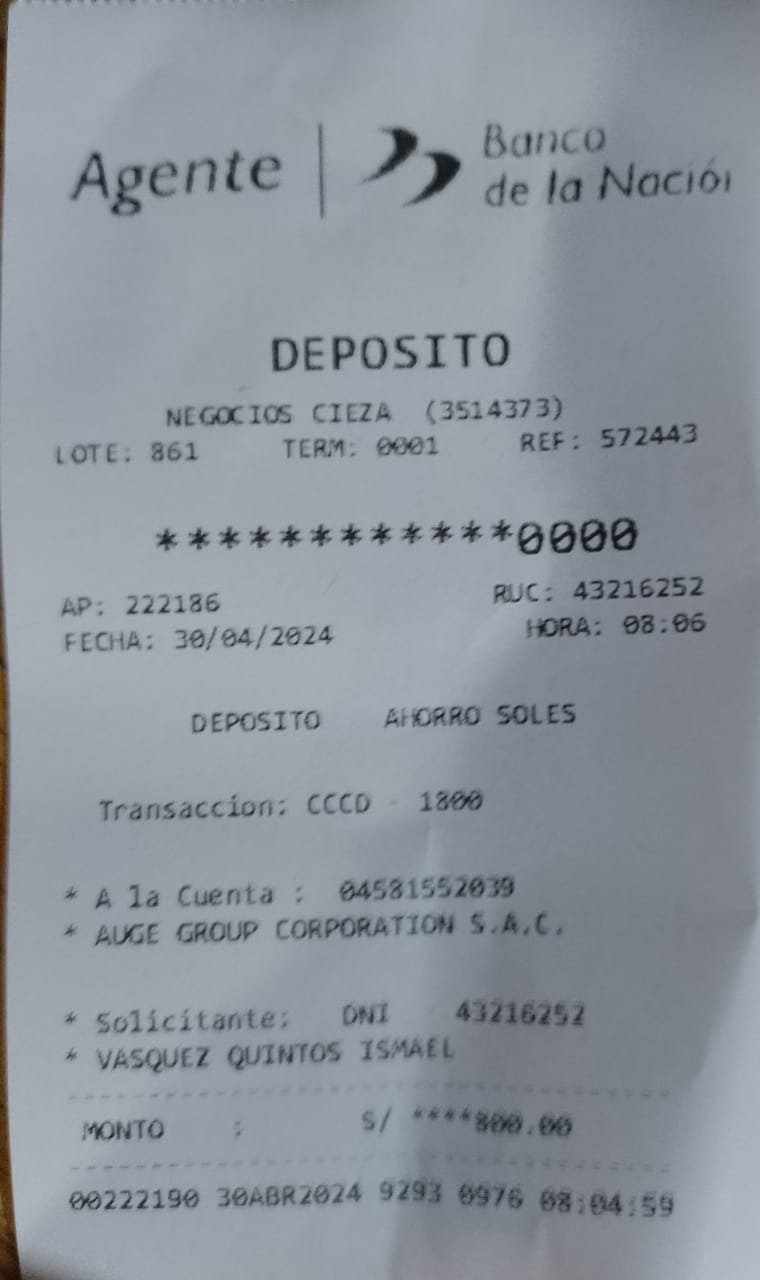 Agente | Banco
de la Nación
DEPOSITO
NEGOCIOS CIEZA (3514373)
LOTE: 861 TERM: 0001 REF: 572443
************0000
AP: 222186 RUC: 43216252
FECHA: 30/04/2024 HORA: 08:06
DEPOSITO AHORRO SOLES
Transaccion: CCCD - 1800
* A la Cuenta : 04581552039
* AUGE GROUP CORPORATION S.A.C.
* Solicitante: DNI 43216252
* VASQUEZ QUINTOS ISMAEL
MONTO : S/ ****800.00
00222190 30ABR2024 9293 0976 08:04:59